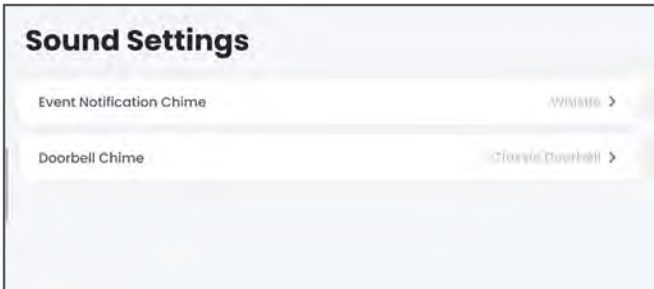 Sound Settings
Event Notification Chime Whistle >
Doorbell Chime Classic Doorbell >